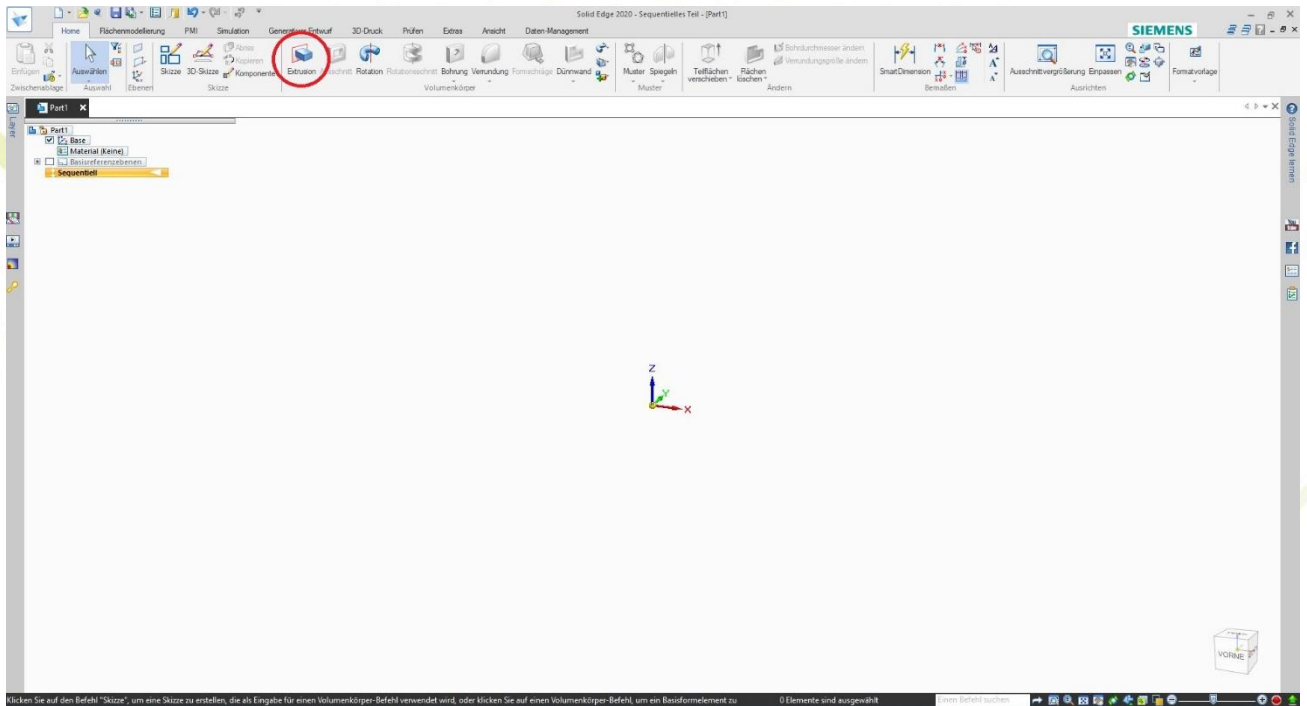 Solid Edge 2020 - Sequentielles Teil - [Part1]
Home Flächenmodellierung PMI Simulation Generativer Entwurf 3D-Druck Prüfen Extras Ansicht Daten-Management
SIEMENS
Einfügen
Auswählen
Skizze 3D-Skizze
Abriss
Kopieren
Komponente
Extrusion
Rotation Rotationsschnitt Bohrung Verrundung Formschräge Dünnwand
Muster Spiegeln
Teilflächen verschieben
Flächen löschen
Bohrdurchmesser ändern
Verrundungsgröße ändern
SmartDimension
Ausschnittvergrößerung Einpassen
Formatvorlage
Zwischenablage Auswahl Ebenen Skizze Volumenkörper Muster Ändern Bemaßen Ausrichten
Part1
Layer
Solid Edge lernen
Part1
Base
Material (Keine)
Basisreferenzebenen
Sequentiell
Z
Y
X
VORNE
Klicken Sie auf den Befehl "Skizze", um eine Skizze zu erstellen, die als Eingabe für einen Volumenkörper-Befehl verwendet wird, oder klicken Sie auf einen Volumenkörper-Befehl, um ein Basisformelement zu
0 Elemente sind ausgewählt
Einen Befehl suchen